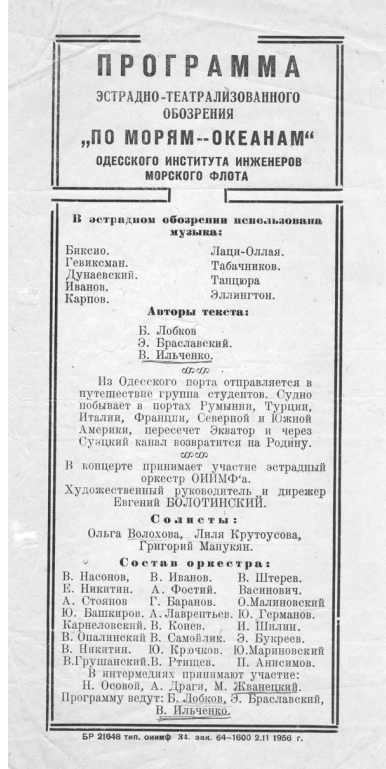 ПРОГРАММА
ЭСТРАДНО-ТЕАТРАЛИЗОВАННОГО
ОБОЗРЕНИЯ
„ПО МОРЯМ--ОКЕАНАМ“
ОДЕССКОГО ИНСТИТУТА ИНЖЕНЕРОВ
МОРСКОГО ФЛОТА
В эстрадном обозрении использована
музыка:
Биксио. Лаци-Оллая.
Гевиксман. Табачников.
Дунаевский. Танцюра
Иванов. Эллингтон.
Карпов.
Авторы текста:
Б. Лобков
Э. Браславский.
В. Ильченко.
Из Одесского порта отправляется в
путешествие группа студентов. Судно
побывает в портах Румынии, Турции,
Италии, Франции, Северной и Южной
Америки, пересечет Экватор и через
Суэцкий канал возвратится на Родину.
В концерте принимает участие эстрадный
оркестр ОИИМФ‘а.
Художественный руководитель и дирежер
Евгений БОЛОТИНСКИЙ.
Солисты:
Ольга Волохова, Лиля Крутоусова,
Григорий Манукян.
Состав оркестра:
В. Насонов, В. Иванов. В. Штерев.
Е. Никитин. А. Фостий. Васинович.
А. Стоянов Г. Баранов. О.Малиновский
Ю. Башкиров. А.Лаврентьев. Ю. Германов.
Карнеловский. В. Конев. И. Шилин.
В. Опалинский В. Самойлик. Э. Букреев.
В. Никитин. Ю. Крючков. Ю.Мариновский
В.Грушанский. В. Ртищев. П. Анисимов.
В интермедиях принимают участие:
Н. Осовой, А. Драги, М. Жванецкий.
Программу ведут: Б. Лобков, Э. Браславский,
В. Ильченко.
БР 21648 тип. оиимф Зд. зак. 64—1600 2.II 1956 г.